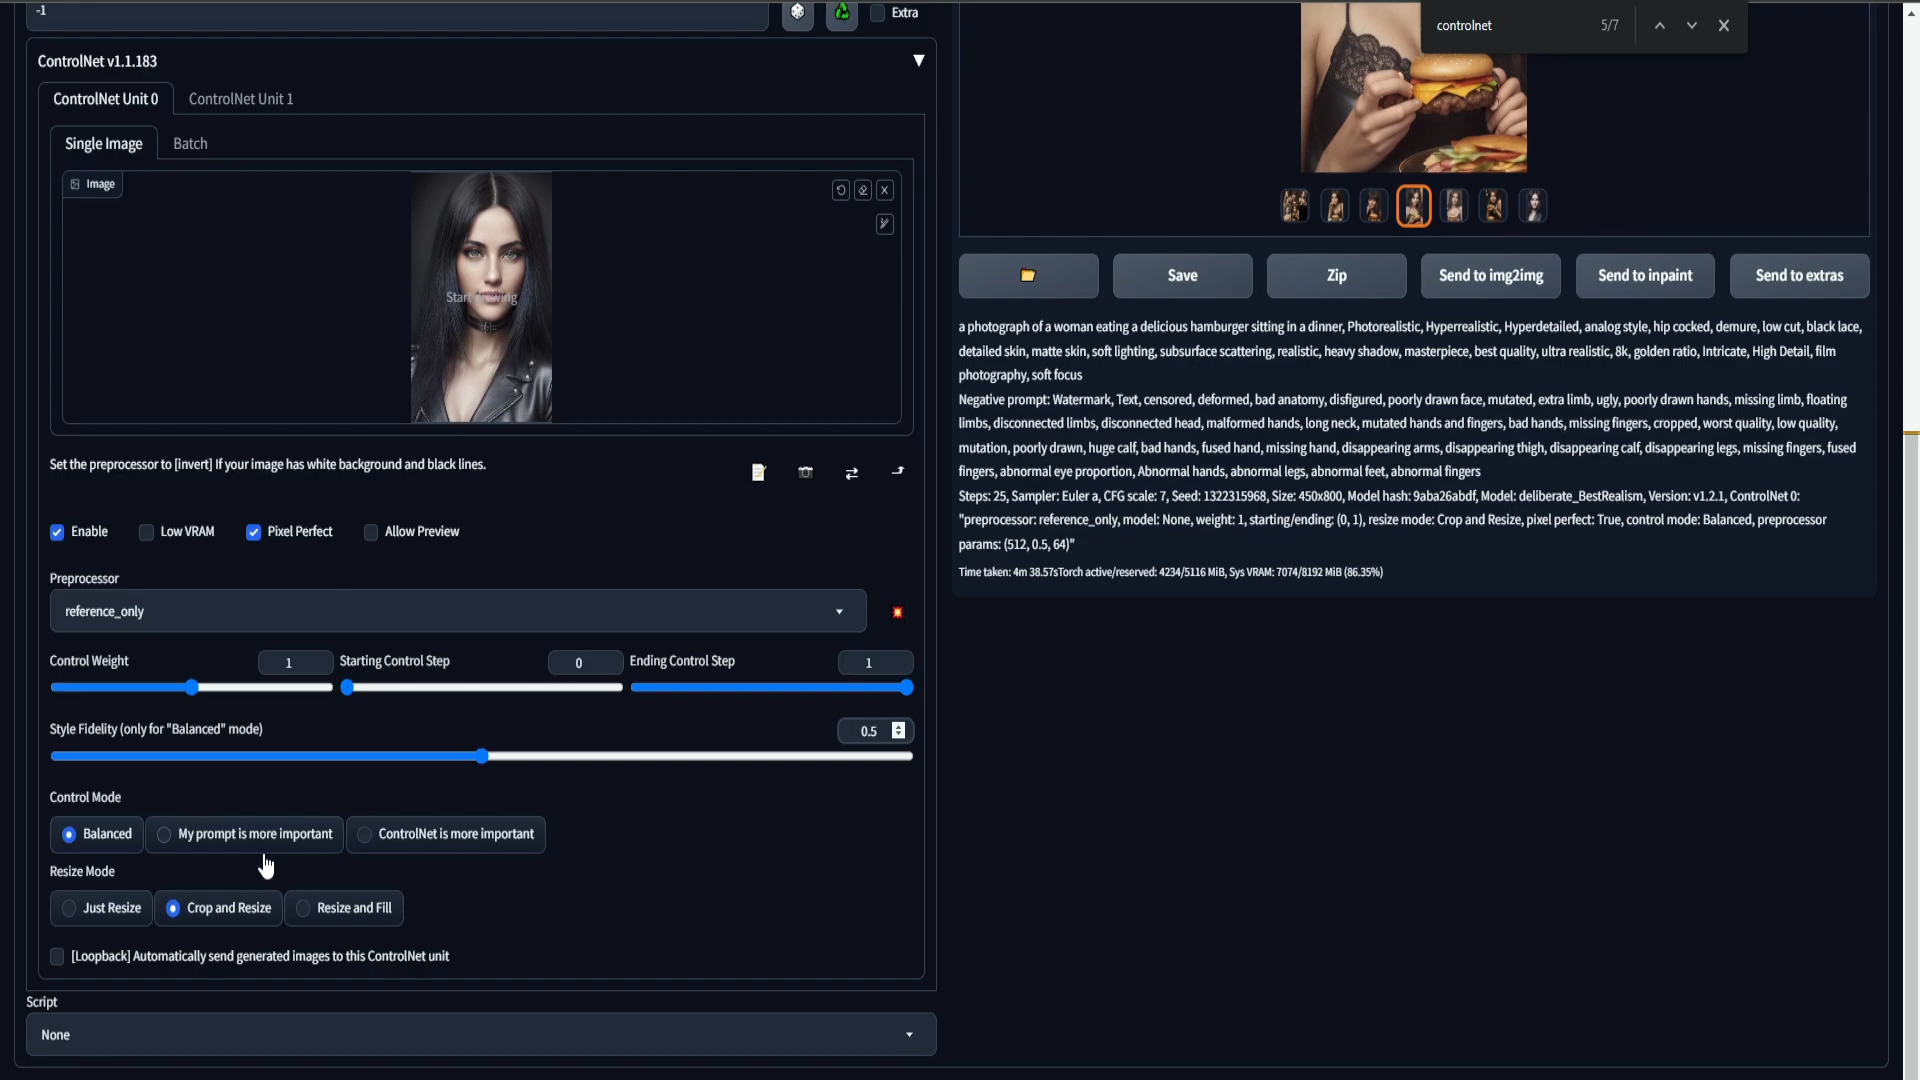 -1
Extra
controlnet
5/7
ControlNet v1.1.183
ControlNet Unit 0
ControlNet Unit 1
Single Image
Batch
Image
Start drawing
Set the preprocessor to [invert] If your image has white background and black lines.
Enable
Low VRAM
Pixel Perfect
Allow Preview
Preprocessor
reference_only
Control Weight
1
Starting Control Step
0
Ending Control Step
1
Style Fidelity (only for "Balanced" mode)
0.5
Control Mode
Balanced
My prompt is more important
ControlNet is more important
Resize Mode
Just Resize
Crop and Resize
Resize and Fill
[Loopback] Automatically send generated images to this ControlNet unit
Script
None
Save
Zip
Send to img2img
Send to inpaint
Send to extras
a photograph of a woman eating a delicious hamburger sitting in a dinner, Photorealistic, Hyperrealistic, Hyperdetailed, analog style, hip cocked, demure, low cut, black lace,
detailed skin, matte skin, soft lighting, subsurface scattering, realistic, heavy shadow, masterpiece, best quality, ultra realistic, 8k, golden ratio, Intricate, High Detail, film
photography, soft focus
Negative prompt: Watermark, Text, censored, deformed, bad anatomy, disfigured, poorly drawn face, mutated, extra limb, ugly, poorly drawn hands, missing limb, floating
limbs, disconnected limbs, disconnected head, malformed hands, long neck, mutated hands and fingers, bad hands, missing fingers, cropped, worst quality, low quality,
mutation, poorly drawn, huge calf, bad hands, fused hand, missing hand, disappearing arms, disappearing thigh, disappearing calf, disappearing legs, missing fingers, fused
fingers, abnormal eye proportion, Abnormal hands, abnormal legs, abnormal feet, abnormal fingers
Steps: 25, Sampler: Euler a, CFG scale: 7, Seed: 1322315968, Size: 450x800, Model hash: 9aba26abdf, Model: deliberate_BestRealism, Version: v1.2.1, ControlNet 0:
"preprocessor: reference_only, model: None, weight: 1, starting/ending: (0, 1), resize mode: Crop and Resize, pixel perfect: True, control mode: Balanced, preprocessor
params: (512, 0.5, 64)"
Time taken: 4m 38.57sTorch active/reserved: 4234/5116 MiB, Sys VRAM: 7074/8192 MiB (86.35%)